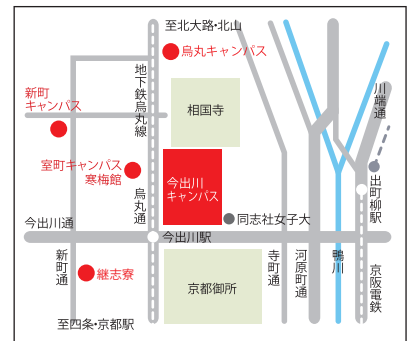 至北大路・北山
烏丸キャンパス
地下鉄烏丸線
川端通
新町
キャンパス
相国寺
室町キャンパス
寒梅館
今出川
キャンパス
烏丸通
出町柳駅
同志社女子大
今出川通
今出川駅
新町通
寺町通
河原町通
鴨川
京阪電鉄
継志寮
京都御所
至四条・京都駅